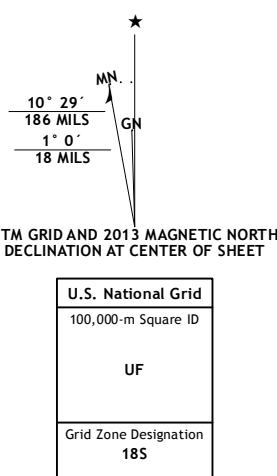 ★
MN
10° 29´
186 MILS
GN
1° 0´
18 MILS
TM GRID AND 2013 MAGNETIC NORTH
DECLINATION AT CENTER OF SHEET
U.S. National Grid
100,000-m Square ID
UF
Grid Zone Designation
18S